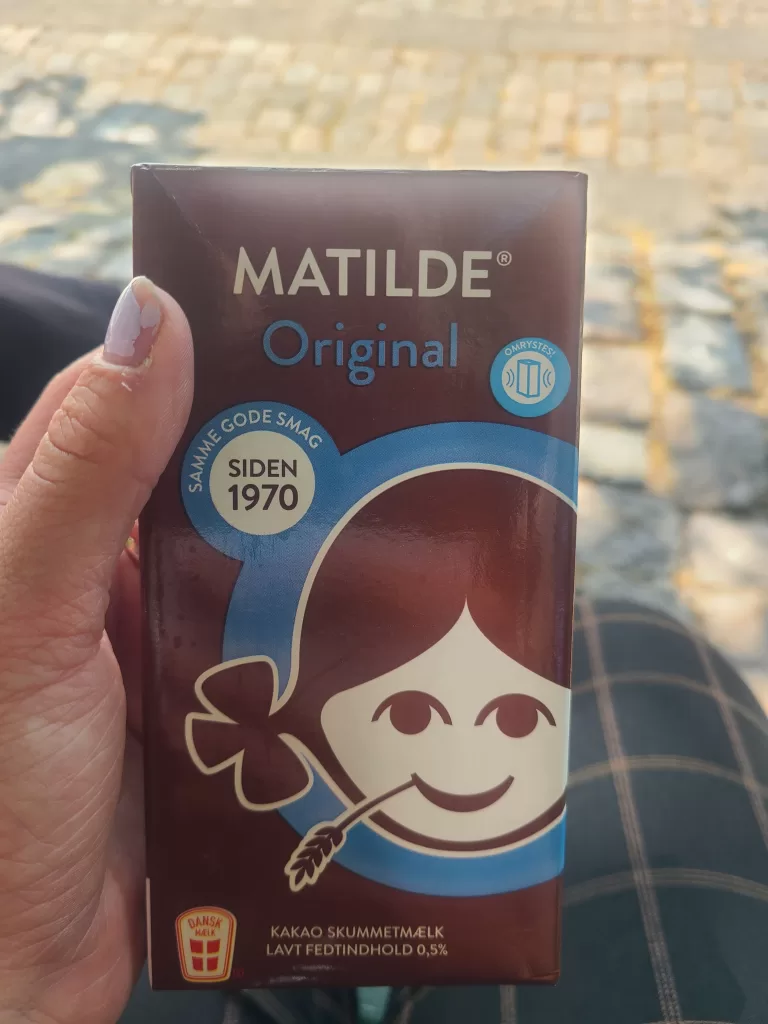 MATILDE®
Original
OMRYSTES!
SAMME GODE SMAG
SIDEN
1970
DANSK
MÆLK
KAKAO SKUMMETMÆLK
LAVT FEDTINDHOLD 0,5%